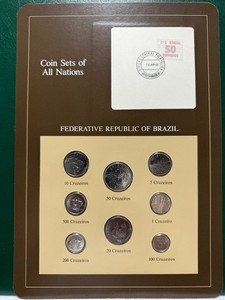 Coin Sets of
All Nations
50
FEDERATIVE REPUBLIC OF BRAZIL
10 Cruzeiros
50 Cruzeiros
5 Cruzeiros
500 Cruzeiros
1 Cruzeiro
200 Cruzeiros
20 Cruzeiros
100 Cruzeiros